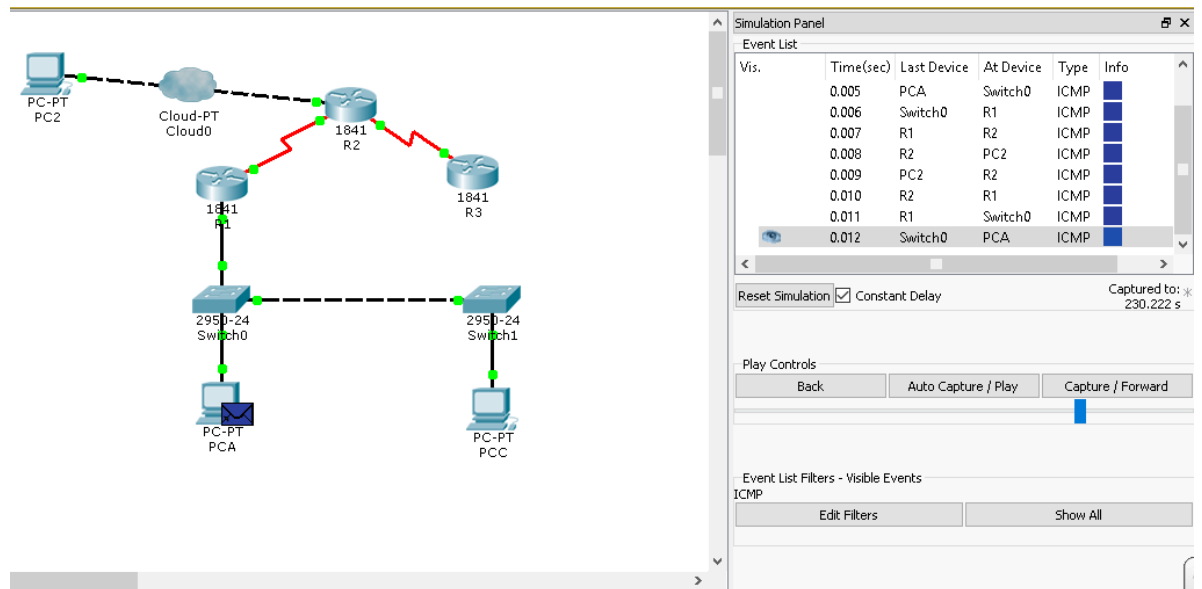 PC-PT
PC2
Cloud-PT
Cloud0
1841
R2
1841
R1
1841
R3
2950-24
Switch0
2950-24
Switch1
PC-PT
PCA
PC-PT
PCC
Simulation Panel
Event List
Vis. Time(sec) Last Device At Device Type Info
0.005 PCA Switch0 ICMP
0.006 Switch0 R1 ICMP
0.007 R1 R2 ICMP
0.008 R2 PC2 ICMP
0.009 PC2 R2 ICMP
0.010 R2 R1 ICMP
0.011 R1 Switch0 ICMP
0.012 Switch0 PCA ICMP
Reset Simulation Constant Delay Captured to: *
230.222 s
Play Controls
Back Auto Capture / Play Capture / Forward
Event List Filters - Visible Events
ICMP
Edit Filters Show All